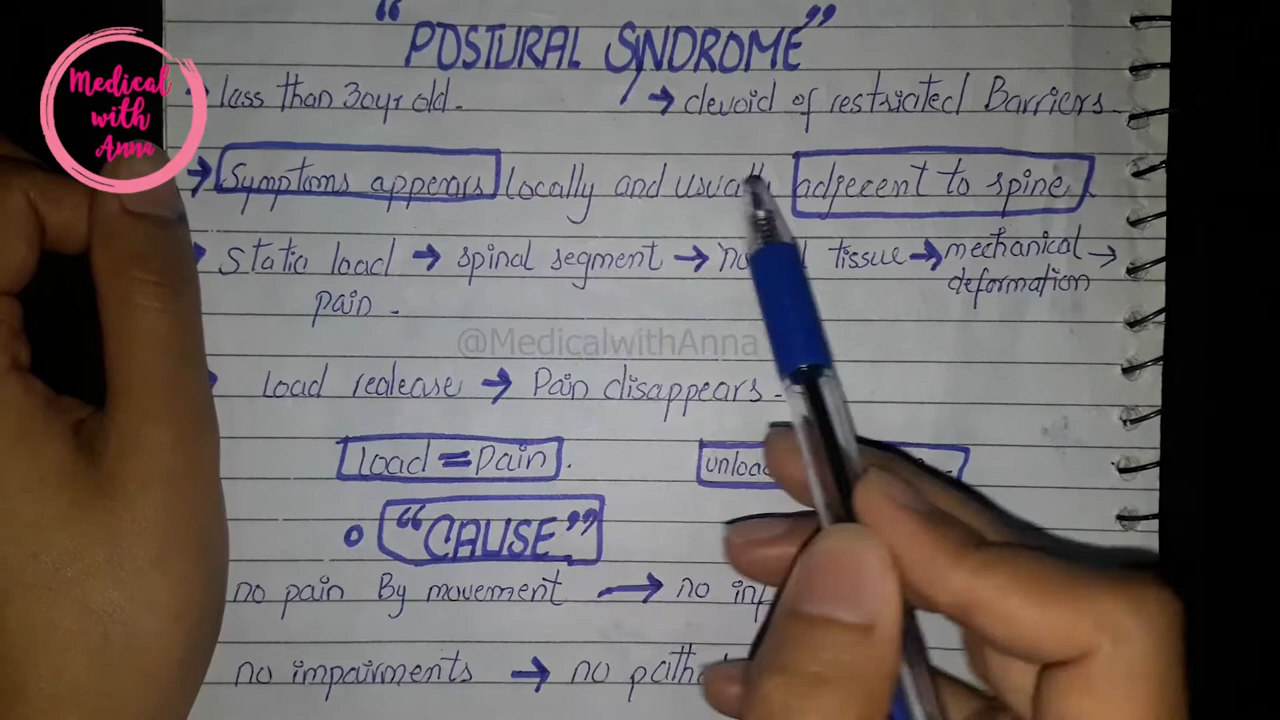 Medical
with
Anna
"POSTURAL SYNDROME"
→ less than 30 yr old. → devoid of restricted Barriers.
→ Symptoms appears locally and adjecent to spine.
static load → spinal segment → tissue → mechanical →
deformation
pain.
@MedicalwithAnna
Load realease → Pain disappears.
load = pain.
"CAUSE"
no pain By movement → no
no impairments → no